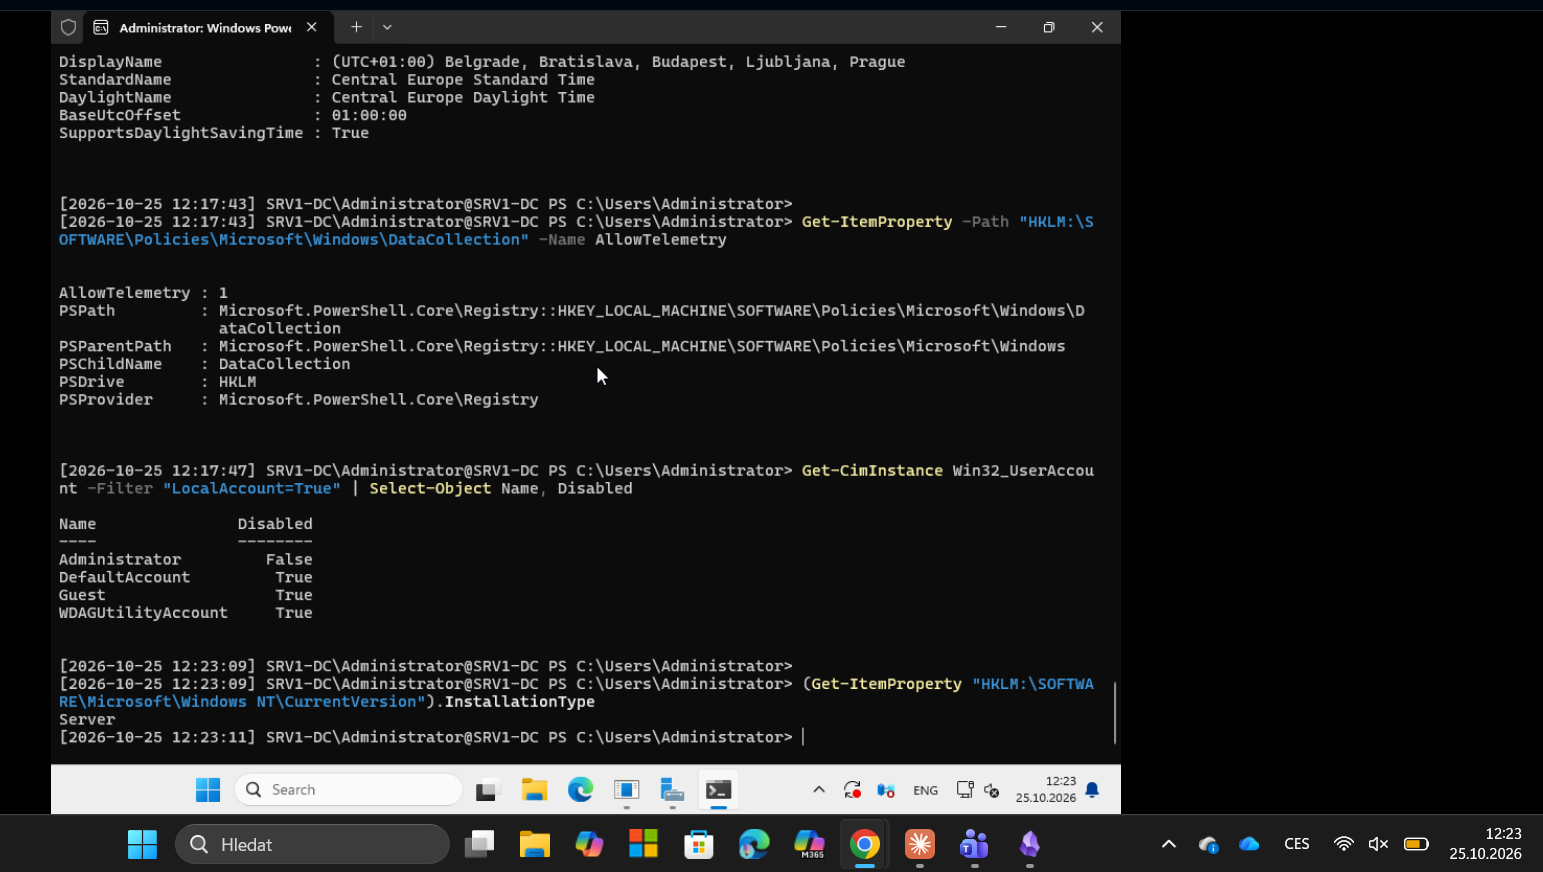 Administrator: Windows Powe
DisplayName : (UTC+01:00) Belgrade, Bratislava, Budapest, Ljubljana, Prague
StandardName : Central Europe Standard Time
DaylightName : Central Europe Daylight Time
BaseUtcOffset : 01:00:00
SupportsDaylightSavingTime : True
[2026-10-25 12:17:43] SRV1-DC\Administrator@SRV1-DC PS C:\Users\Administrator>
[2026-10-25 12:17:43] SRV1-DC\Administrator@SRV1-DC PS C:\Users\Administrator> Get-ItemProperty -Path "HKLM:\S
OFTWARE\Policies\Microsoft\Windows\DataCollection" -Name AllowTelemetry
AllowTelemetry : 1
PSPath : Microsoft.PowerShell.Core\Registry::HKEY_LOCAL_MACHINE\SOFTWARE\Policies\Microsoft\Windows\D
ataCollection
PSParentPath : Microsoft.PowerShell.Core\Registry::HKEY_LOCAL_MACHINE\SOFTWARE\Policies\Microsoft\Windows
PSChildName : DataCollection
PSDrive : HKLM
PSProvider : Microsoft.PowerShell.Core\Registry
[2026-10-25 12:17:47] SRV1-DC\Administrator@SRV1-DC PS C:\Users\Administrator> Get-CimInstance Win32_UserAccou
nt -Filter "LocalAccount=True" | Select-Object Name, Disabled
Name Disabled
---- --------
Administrator False
DefaultAccount True
Guest True
WDAGUtilityAccount True
[2026-10-25 12:23:09] SRV1-DC\Administrator@SRV1-DC PS C:\Users\Administrator>
[2026-10-25 12:23:09] SRV1-DC\Administrator@SRV1-DC PS C:\Users\Administrator> (Get-ItemProperty "HKLM:\SOFTWA
RE\Microsoft\Windows NT\CurrentVersion").InstallationType
Server
[2026-10-25 12:23:11] SRV1-DC\Administrator@SRV1-DC PS C:\Users\Administrator>
Search
ENG
12:23
25.10.2026
Hledat
M365
CES
12:23
25.10.2026